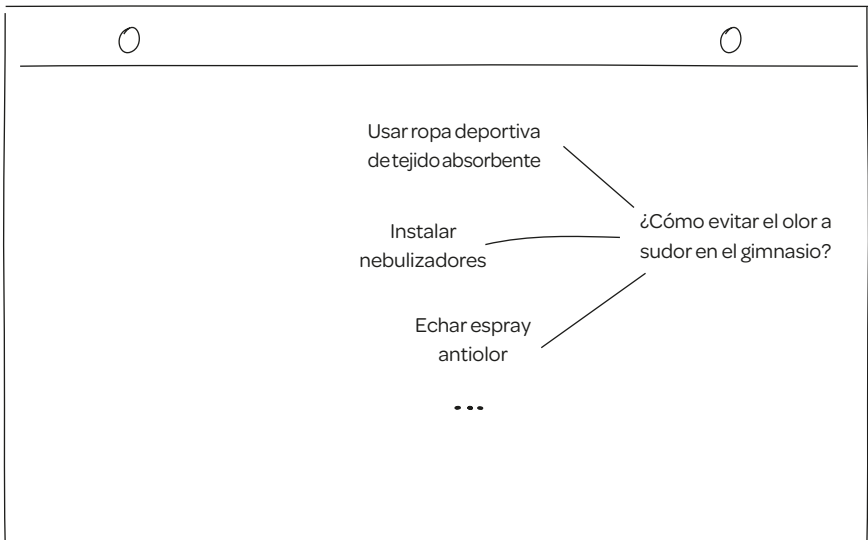 Usar ropa deportiva
de tejido absorbente
¿Cómo evitar el olor a
sudor en el gimnasio?
Instalar
nebulizadores
Echar espray
antiolor
...